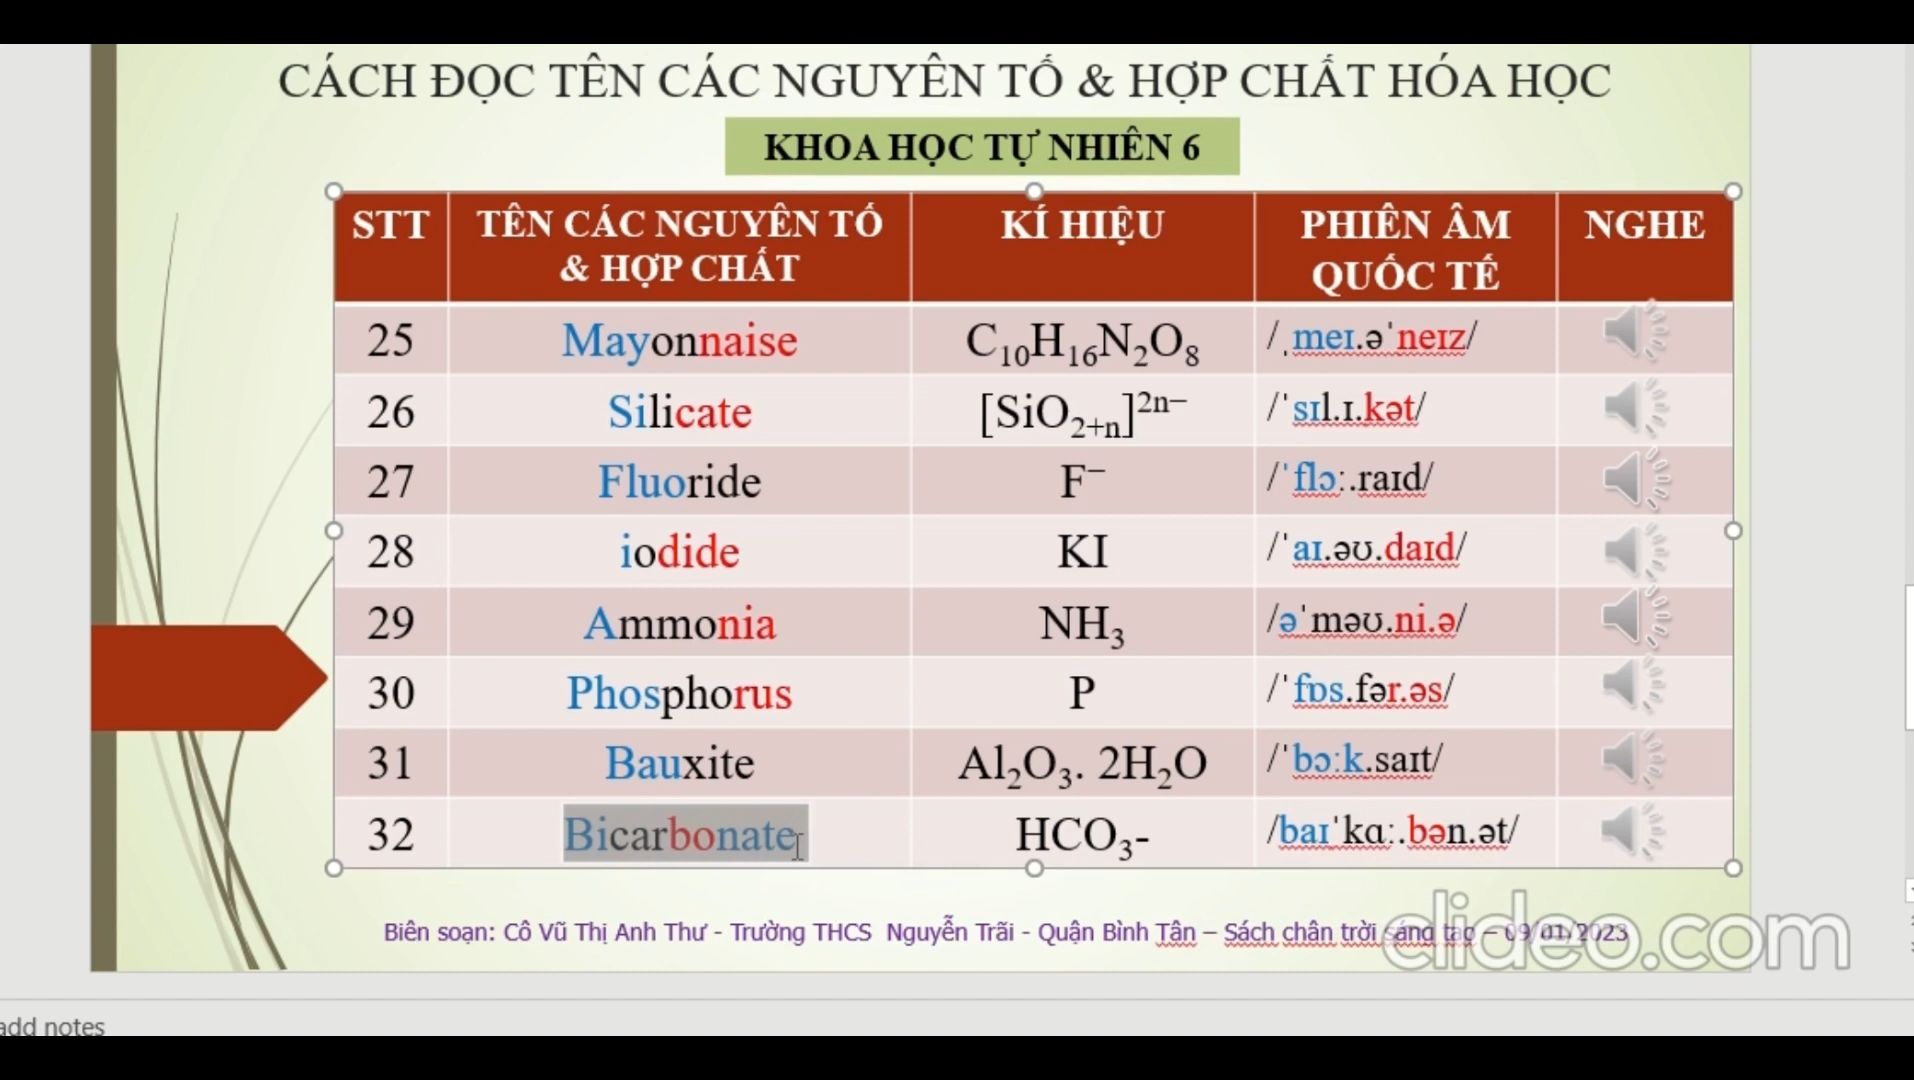 CÁCH ĐỌC TÊN CÁC NGUYÊN TỐ & HỢP CHẤT HÓA HỌC
KHOA HỌC TỰ NHIÊN 6
STT TÊN CÁC NGUYÊN TỐ & HỢP CHẤT KÍ HIỆU PHIÊN ÂM QUỐC TẾ NGHE
25 Mayonnaise C₁₀H₁₆N₂O₈ /ˌmeɪ.əˈneɪz/
26 Silicate [SiO₂₊ₙ]²ⁿ⁻ /ˈsɪl.ɪ.kət/
27 Fluoride F⁻ /ˈflɔː.raɪd/
28 iodide KI /ˈaɪ.əʊ.daɪd/
29 Ammonia NH₃ /əˈməʊ.ni.ə/
30 Phosphorus P /ˈfɒs.fər.əs/
31 Bauxite Al₂O₃. 2H₂O /ˈbɔːk.saɪt/
32 Bicarbonate HCO₃- /baɪˈkɑː.bən.ət/
Biên soạn: Cô Vũ Thị Anh Thư - Trường THCS Nguyễn Trãi - Quận Bình Tân – Sách chân trời sáng tạo – 09/01/2023
clideo.com
add notes